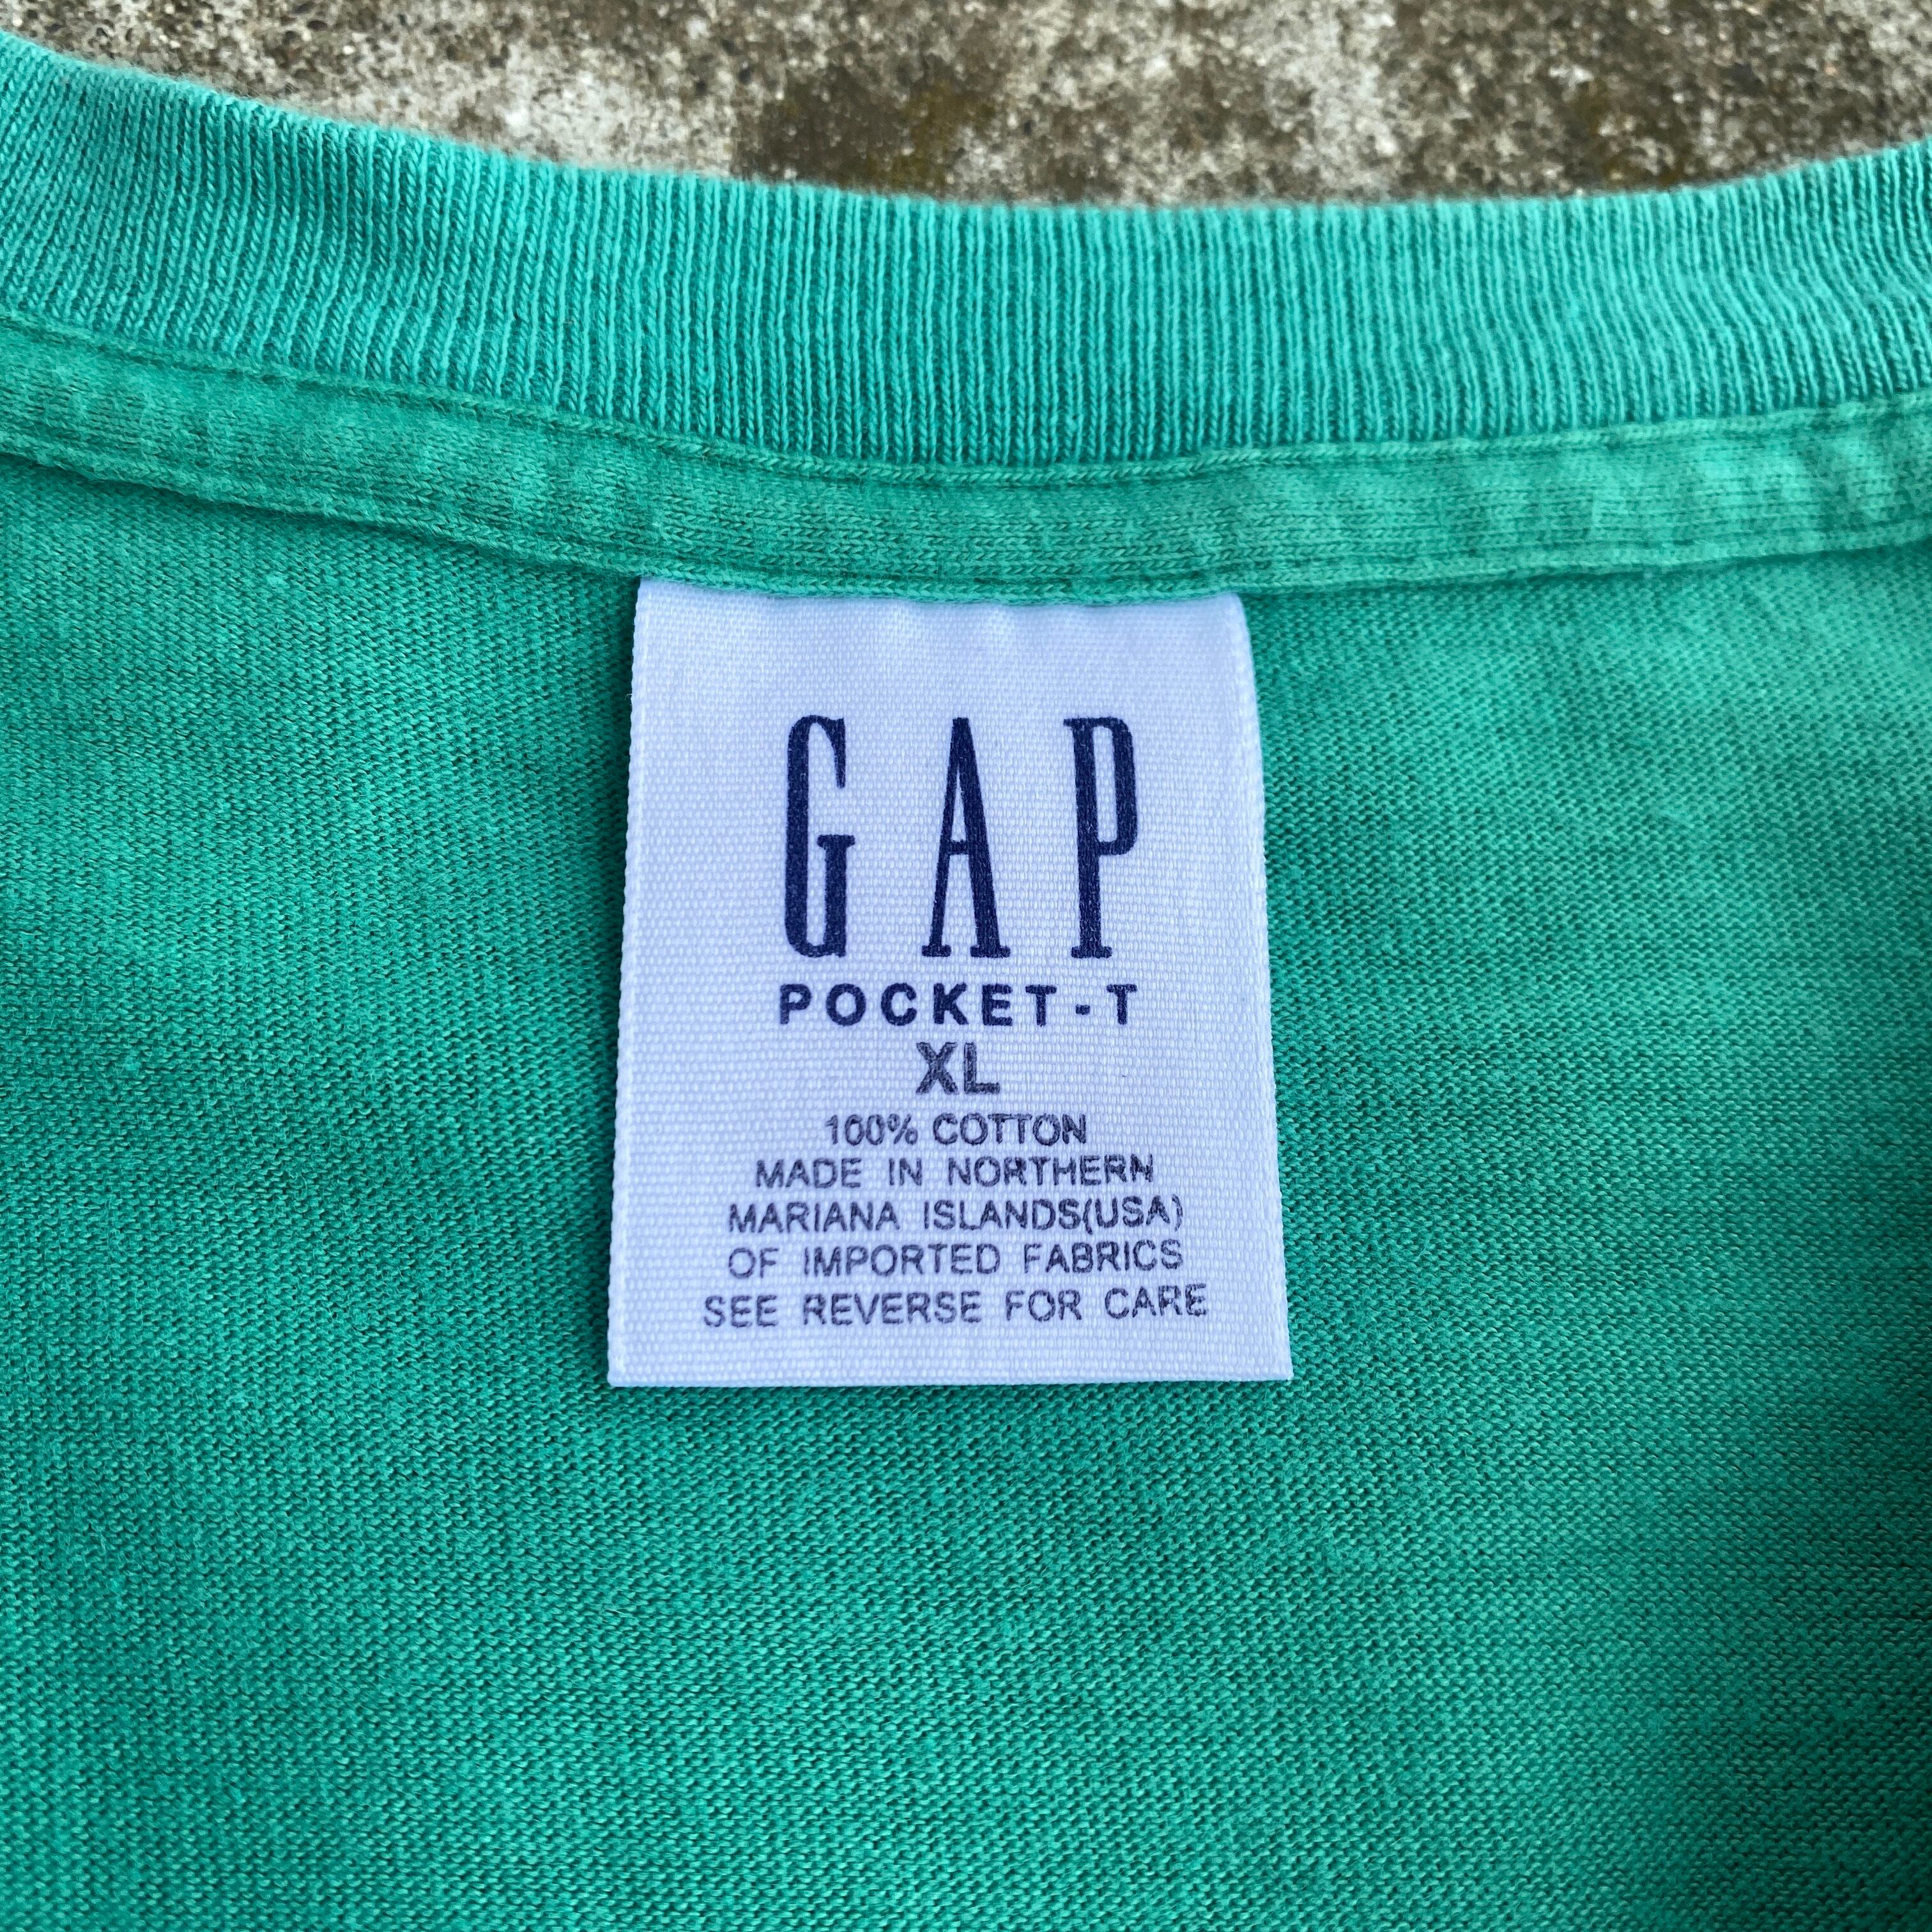 GAP
POCKET-T
XL
100% COTTON
MADE IN NORTHERN
MARIANA ISLANDS(USA)
OF IMPORTED FABRICS
SEE REVERSE FOR CARE